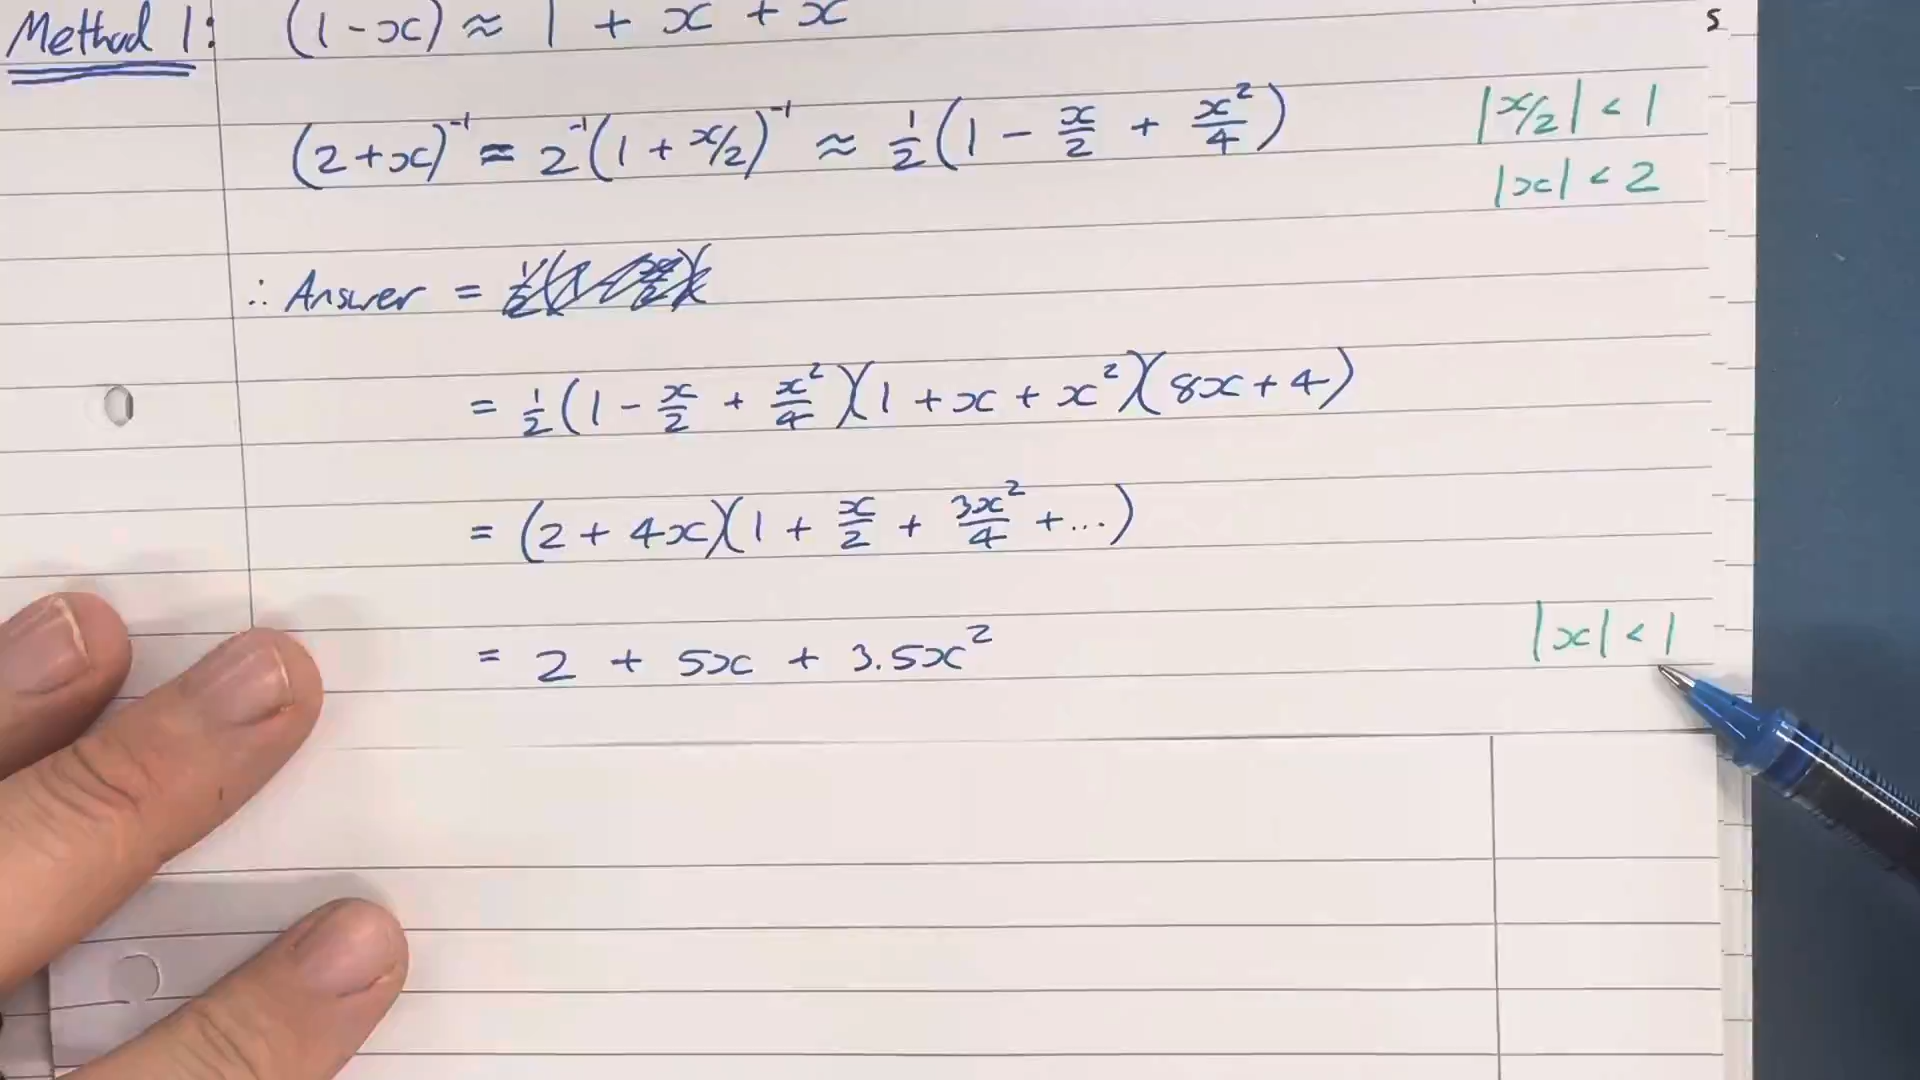 Method 1: (1-x) ≈ 1 + x + x
5
(2+x)⁻¹ = 2⁻¹(1 + x/2)⁻¹ ≈ 1/2(1 - x/2 + x²/4) |x/2| < 1
|x| < 2
∴ Answer =
= 1/2(1 - x/2 + x²/4)(1 + x + x²)(8x + 4)
= (2 + 4x)(1 + x/2 + 3x²/4 + ...)
= 2 + 5x + 3.5x² |x| < 1